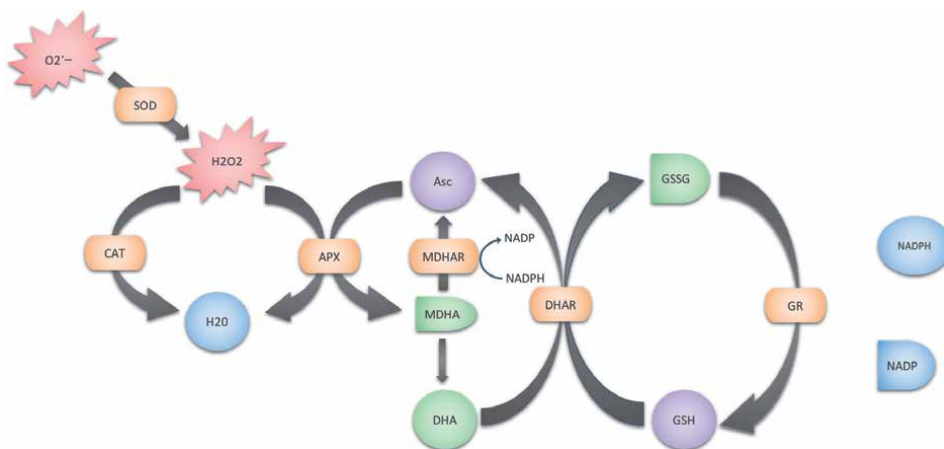 O2˙–
SOD
H2O2
Asc
GSSG
NADP
NADPH
CAT
APX
MDHAR
NADPH
DHAR
GR
H20
MDHA
NADP
DHA
GSH